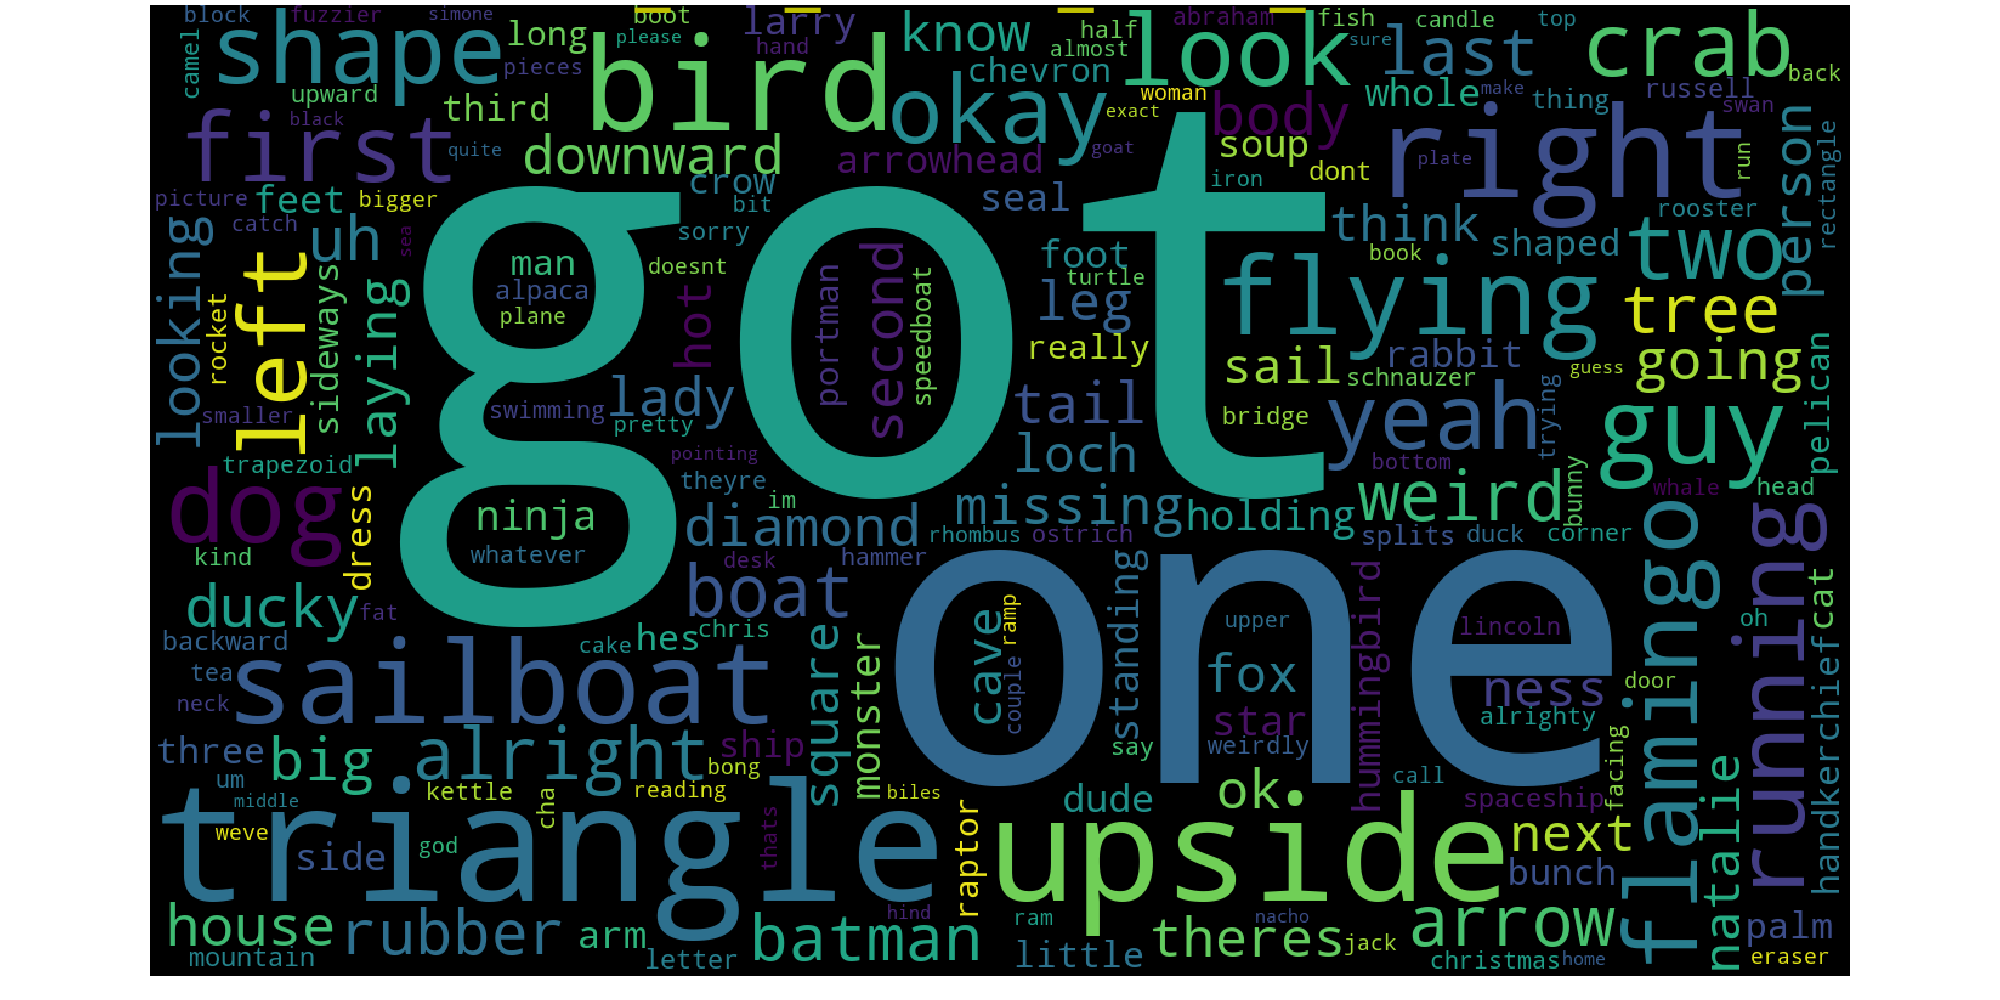 block
fuzzier
simone
boot
larry
know
look
abraham
fish
candle
top
shape
long
please
bird
hand
half
almost
sure
last
crab
camel
pieces
chevron
okay
woman
exact
whole
make
thing
russell
back
swan
upward
third
black
first
quite
downward
arrowhead
goat
body
soup
dont
right
plate
run
person
rectangle
picture
feet
bigger
crow
bit
seal
iron
think
shaped
rooster
two
looking
catch
sea
uh
sorry
got
man
alpaca
plane
doesnt
foot
turtle
book
flying
tree
left
rocket
sideways
laying
hot
portman
second
speedboat
leg
really
sail
rabbit
schnauzer
guess
going
smaller
swimming
lady
pretty
tail
bridge
yeah
trying
guy
pelican
trapezoid
pointing
theyre
loch
bottom
dog
dress
ninja
im
diamond
missing
holding
weird
bunny
whale
head
kind
whatever
desk
hammer
rhombus
ostrich
splits
duck
corner
ducky
fat
boat
one
cave
ramp
standing
upper
hummingbird
lincoln
flamingo
running
cat
backward
cake
hes
chris
square
monster
couple
fox
oh
tea
neck
sailboat
star
ness
door
handkerchief
three
big
alright
ship
say
weirdly
alrighty
um
bong
middle
kettle
cha
reading
biles
dude
ok
call
spaceship
facing
natalie
weve
triangle
thats
raptor
upside
next
side
god
bunch
house
rubber
arm
hind
batman
ram
little
theres
nacho
jack
arrow
palm
mountain
letter
christmas
home
eraser